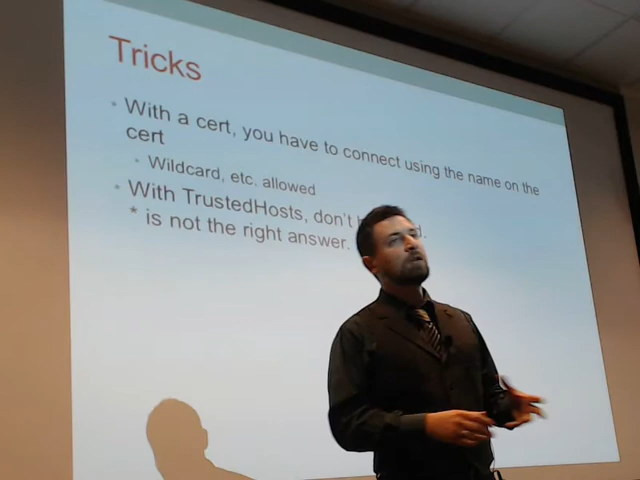 Tricks
With a cert, you have to connect using the name on the
cert
Wildcard, etc. allowed
With TrustedHosts, don't
* is not the right answer.